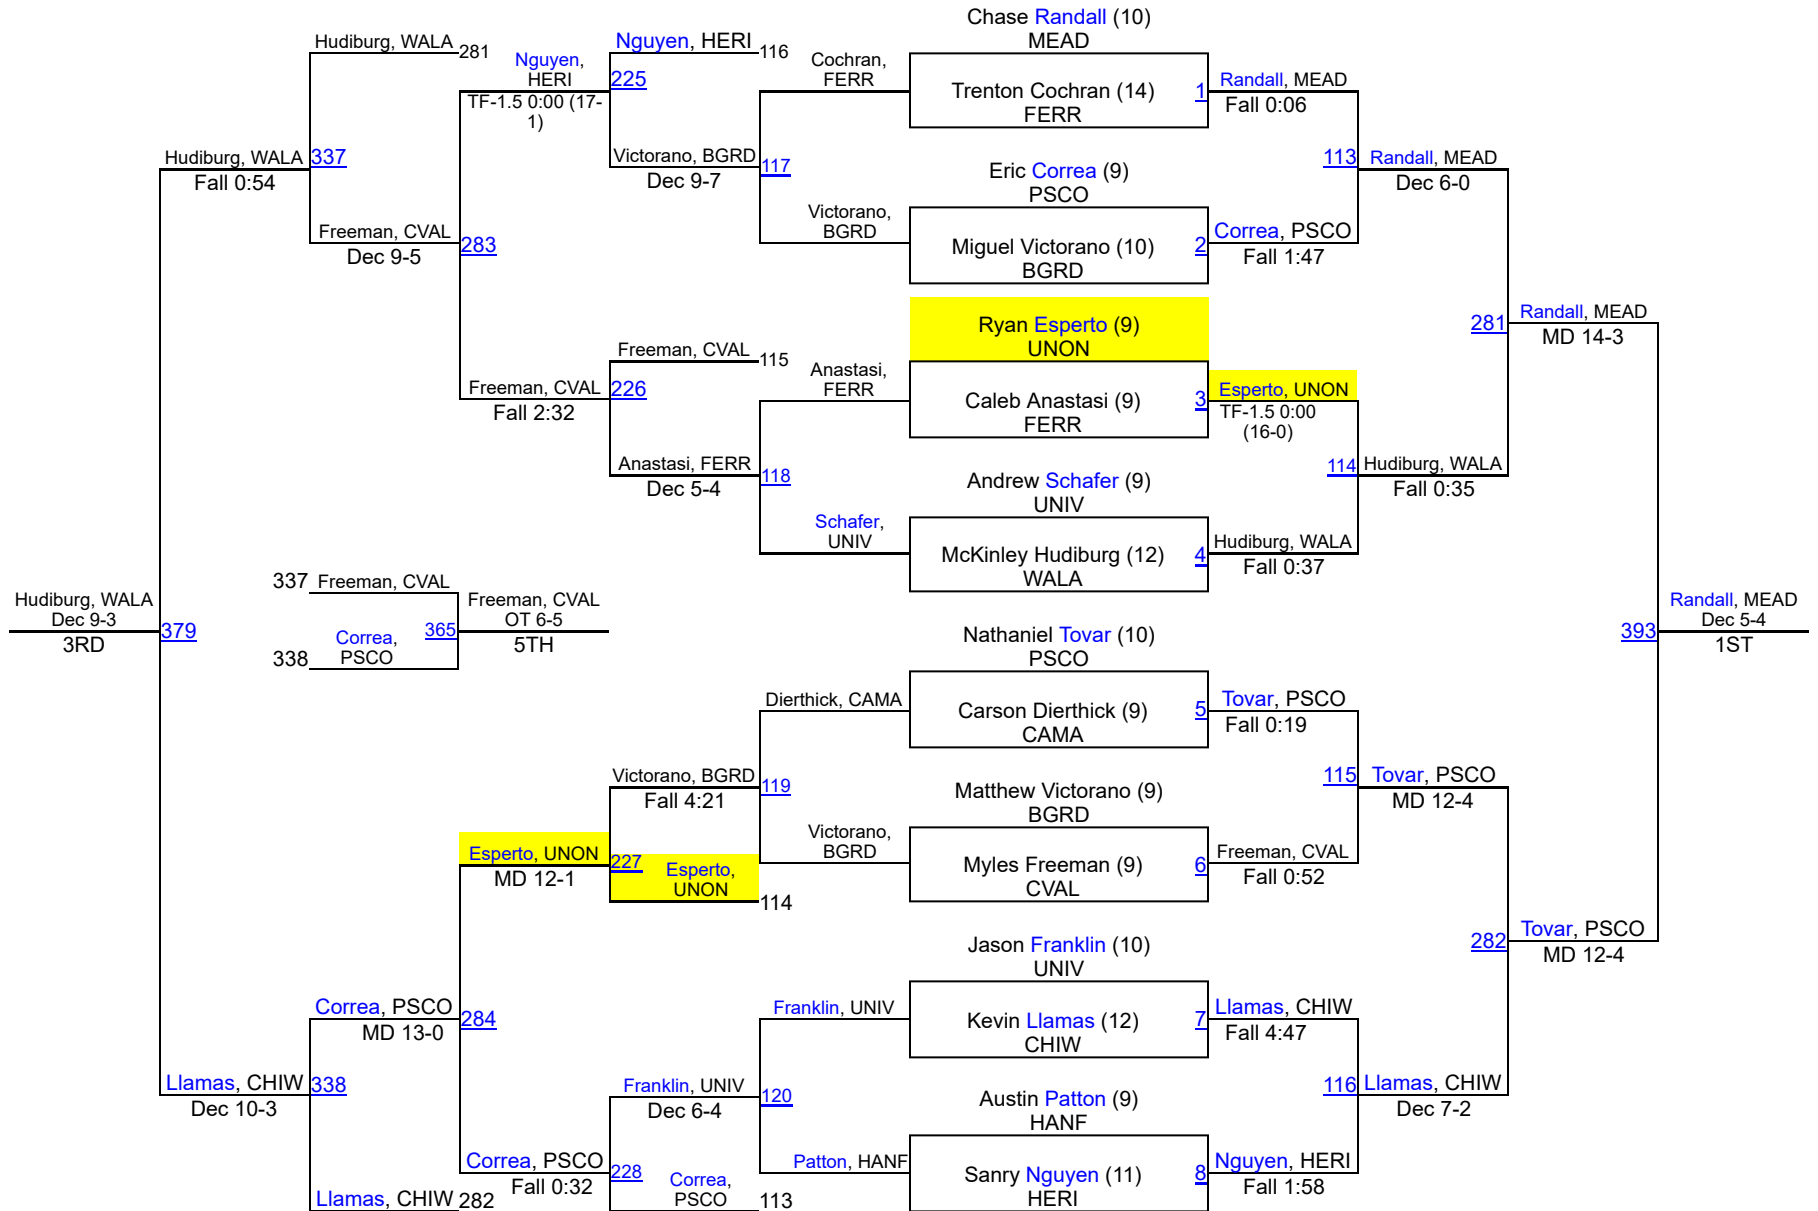 Chase Randall (10)
MEAD
Hudiburg, WALA
281
Nguyen,
HERI
TF-1.5 0:00 (17-
1)
Nguyen, HERI
116
225
Cochran,
FERR
Trenton Cochran (14)
FERR
1
Randall, MEAD
Fall 0:06
Hudiburg, WALA
Fall 0:54
337
Victorano, BGRD
Dec 9-7
117
Eric Correa (9)
PSCO
113
Randall, MEAD
Dec 6-0
Freeman, CVAL
Dec 9-5
283
Victorano,
BGRD
Miguel Victorano (10)
BGRD
2
Correa, PSCO
Fall 1:47
Ryan Esperto (9)
UNON
281
Randall, MEAD
MD 14-3
Freeman, CVAL
115
Freeman, CVAL
Fall 2:32
226
Anastasi,
FERR
Caleb Anastasi (9)
FERR
3
Esperto, UNON
TF-1.5 0:00
(16-0)
Anastasi, FERR
Dec 5-4
118
Andrew Schafer (9)
UNIV
114
Hudiburg, WALA
Fall 0:35
Schafer,
UNIV
McKinley Hudiburg (12)
WALA
4
Hudiburg, WALA
Fall 0:37
337
Freeman, CVAL
Hudiburg, WALA
Dec 9-3
3RD
379
338
Correa,
PSCO
365
Freeman, CVAL
OT 6-5
5TH
Nathaniel Tovar (10)
PSCO
393
Randall, MEAD
Dec 5-4
1ST
Dierthick, CAMA
Carson Dierthick (9)
CAMA
5
Tovar, PSCO
Fall 0:19
Victorano, BGRD
Fall 4:21
119
Matthew Victorano (9)
BGRD
115
Tovar, PSCO
MD 12-4
Esperto, UNON
MD 12-1
227
Esperto,
UNON
114
Victorano,
BGRD
Myles Freeman (9)
CVAL
6
Freeman, CVAL
Fall 0:52
Jason Franklin (10)
UNIV
282
Tovar, PSCO
MD 12-4
Correa, PSCO
MD 13-0
284
Franklin, UNIV
Kevin Llamas (12)
CHIW
7
Llamas, CHIW
Fall 4:47
Llamas, CHIW
Dec 10-3
338
Franklin, UNIV
Dec 6-4
120
Austin Patton (9)
HANF
116
Llamas, CHIW
Dec 7-2
Correa, PSCO
Fall 0:32
228
Correa,
PSCO
113
Patton, HANF
Sanry Nguyen (11)
HERI
8
Nguyen, HERI
Fall 1:58
Llamas, CHIW
282